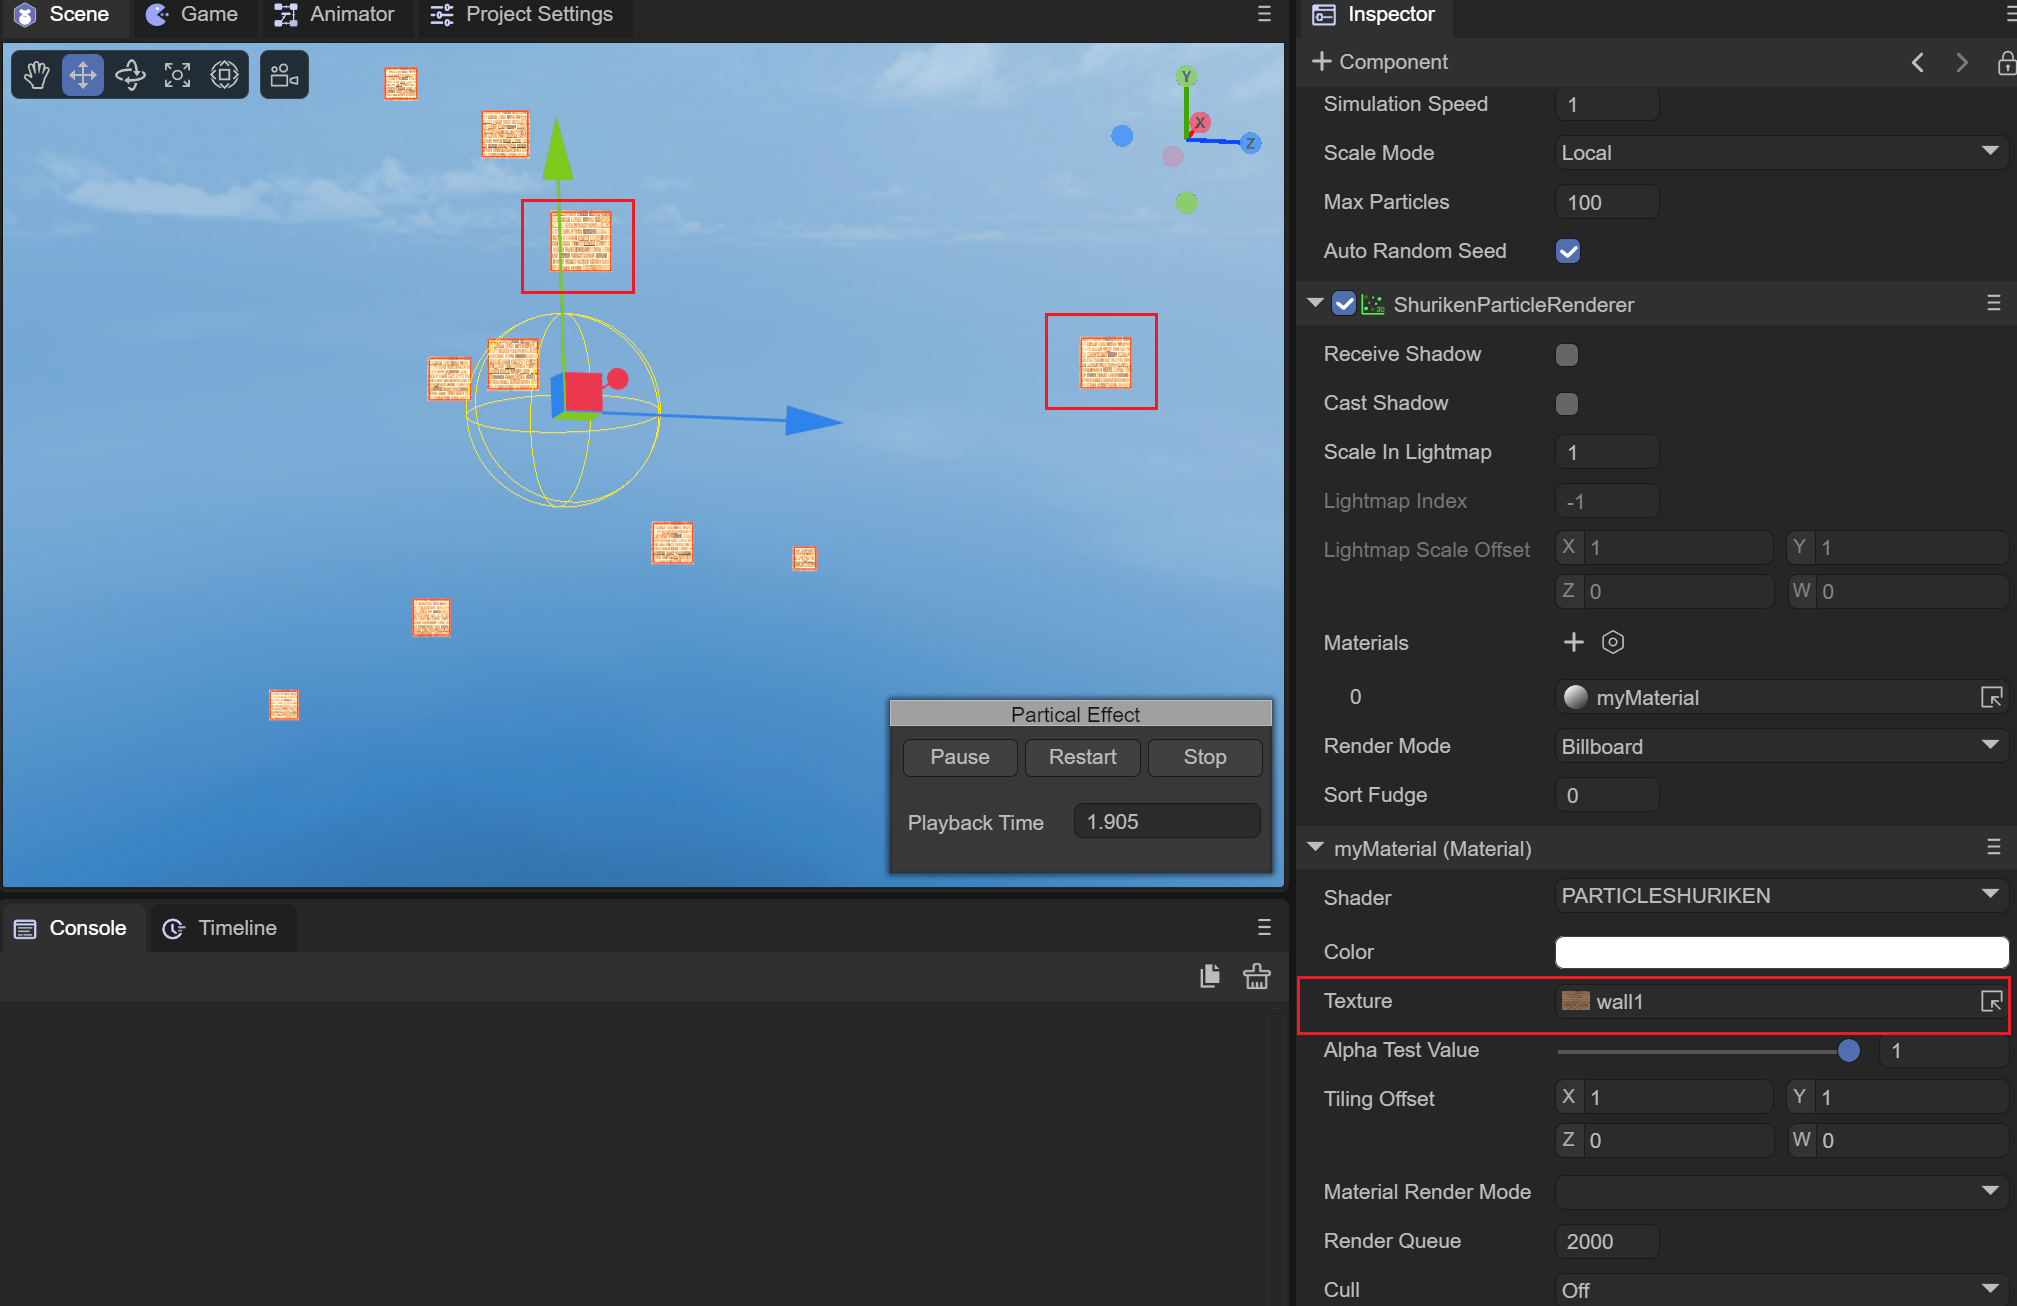 Scene Game Animator Project Settings
Y
X
Z
Partical Effect
Pause Restart Stop
Playback Time 1.905
Console Timeline
Inspector
Component
Simulation Speed 1
Scale Mode Local
Max Particles 100
Auto Random Seed
ShurikenParticleRenderer
Receive Shadow
Cast Shadow
Scale In Lightmap 1
Lightmap Index -1
Lightmap Scale Offset X 1 Y 1
Z 0 W 0
Materials
0 myMaterial
Render Mode Billboard
Sort Fudge 0
myMaterial (Material)
Shader PARTICLESHURIKEN
Color
Texture wall1
Alpha Test Value 1
Tiling Offset X 1 Y 1
Z 0 W 0
Material Render Mode
Render Queue 2000
Cull Off